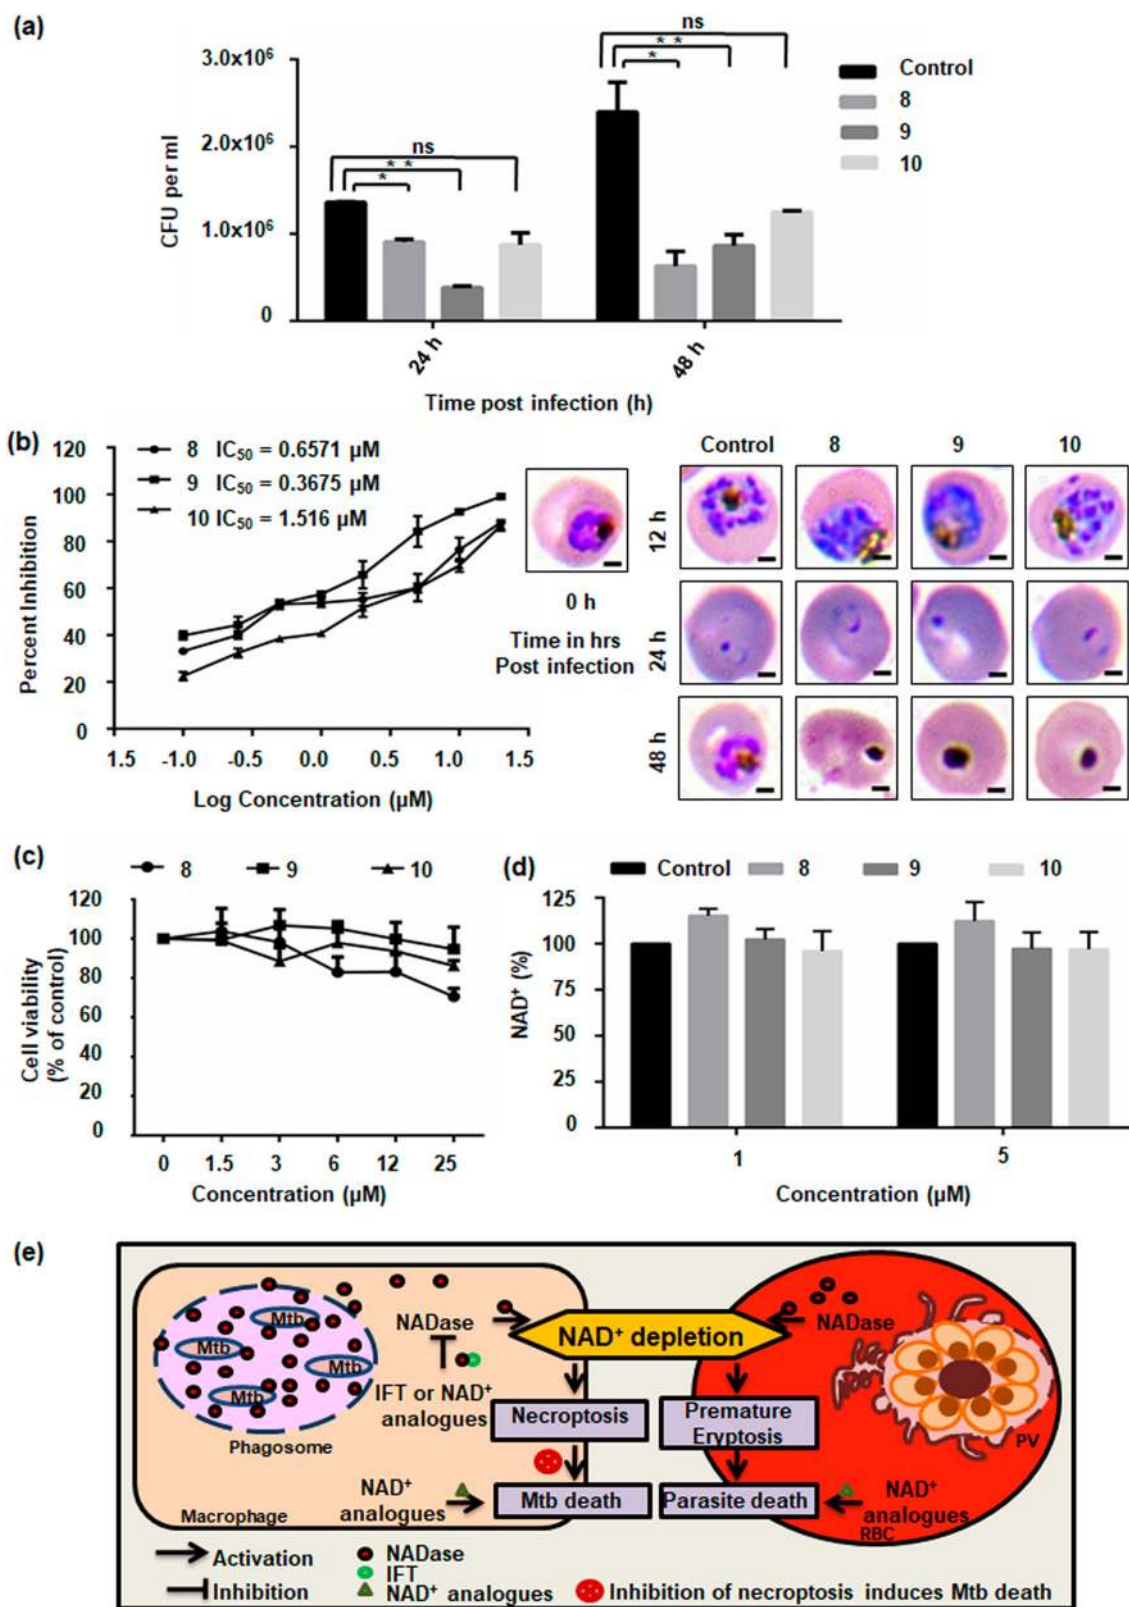 (a)
ns
* *
*
ns
* *
*
3.0x10⁶
2.0x10⁶
1.0x10⁶
0
CFU per ml
Control
8
9
10
24 h
48 h
Time post infection (h)
(b)
120
100
80
60
40
20
0
Percent Inhibition
8 IC₅₀ = 0.6571 µM
9 IC₅₀ = 0.3675 µM
10 IC₅₀ = 1.516 µM
1.5 -1.0 -0.5 0.0 0.5 1.0 1.5
Log Concentration (µM)
0 h
Time in hrs
Post infection
Control 8 9 10
12 h
24 h
48 h
(c)
8 9 10
120
100
80
60
40
20
0
Cell viability
(% of control)
0 1.5 3 6 12 25
Concentration (µM)
(d)
Control 8 9 10
125
100
75
50
25
0
NAD⁺ (%)
1 5
Concentration (µM)
(e)
Mtb
Mtb
Mtb
Mtb
Phagosome
Macrophage
NADase
IFT or NAD⁺
analogues
NAD⁺ depletion
NADase
Necroptosis
Premature
Eryptosis
PV
NAD⁺
analogues
Mtb death
Parasite death
NAD⁺
analogues
RBC
Activation
Inhibition
NADase
IFT
NAD⁺ analogues
Inhibition of necroptosis induces Mtb death